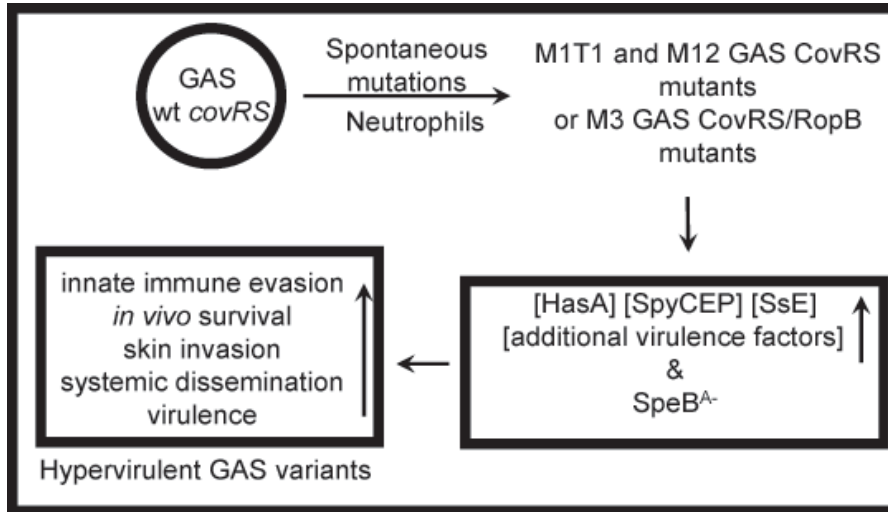 GAS
wt covRS
Spontaneous
mutations
Neutrophils
M1T1 and M12 GAS CovRS
mutants
or M3 GAS CovRS/RopB
mutants
[HasA] [SpyCEP] [SsE]
[additional virulence factors]
&
SpeBᴬ⁻
innate immune evasion
in vivo survival
skin invasion
systemic dissemination
virulence
Hypervirulent GAS variants